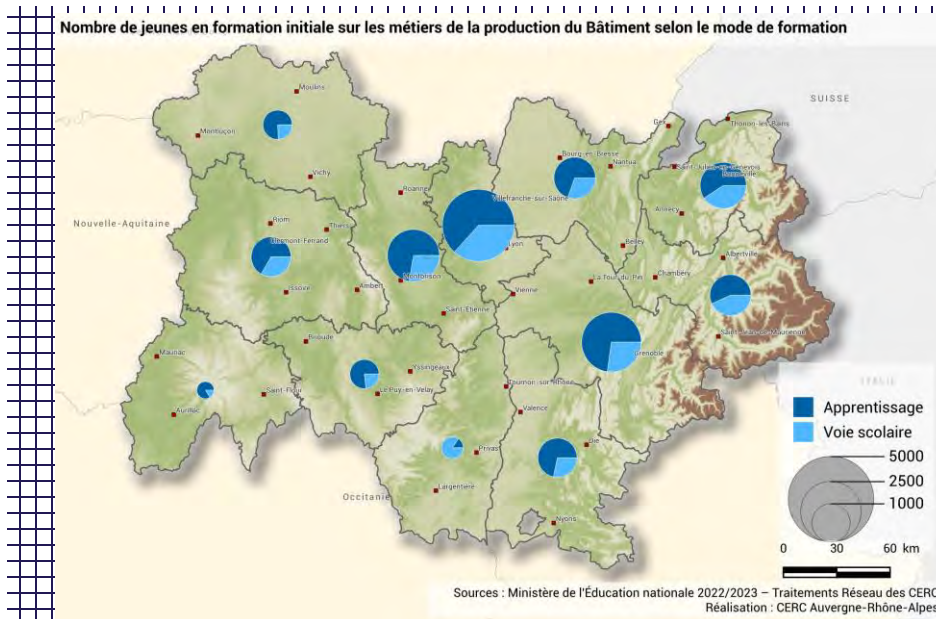 Nombre de jeunes en formation initiale sur les métiers de la production du Bâtiment selon le mode de formation
Moulins
SUISSE
Montluçon
Gex
Thonon-les-Bains
Bourg-en-Bresse
Nantua
Saint-Julien-en-Genevois
Bonneville
Vichy
Roanne
Villefranche-sur-Saône
Annecy
Nouvelle-Aquitaine
Riom
Thiers
Clermont-Ferrand
Lyon
Belley
Albertville
Montbrison
La Tour-du-Pin
Chambéry
Issoire
Ambert
Vienne
Saint-Etienne
Saint-Jean-de-Maurienne
Brioude
Grenoble
Mauriac
Yssingeaux
Saint-Flour
Le Puy-en-Velay
Tournon-sur-Rhône
ITALIE
Aurillac
Valence
Apprentissage
Voie scolaire
Privas
Die
5000
2500
1000
Largentière
Occitanie
Nyons
0 30 60 km
Sources : Ministère de l'Éducation nationale 2022/2023 – Traitements Réseau des CERC
Réalisation : CERC Auvergne-Rhône-Alpes